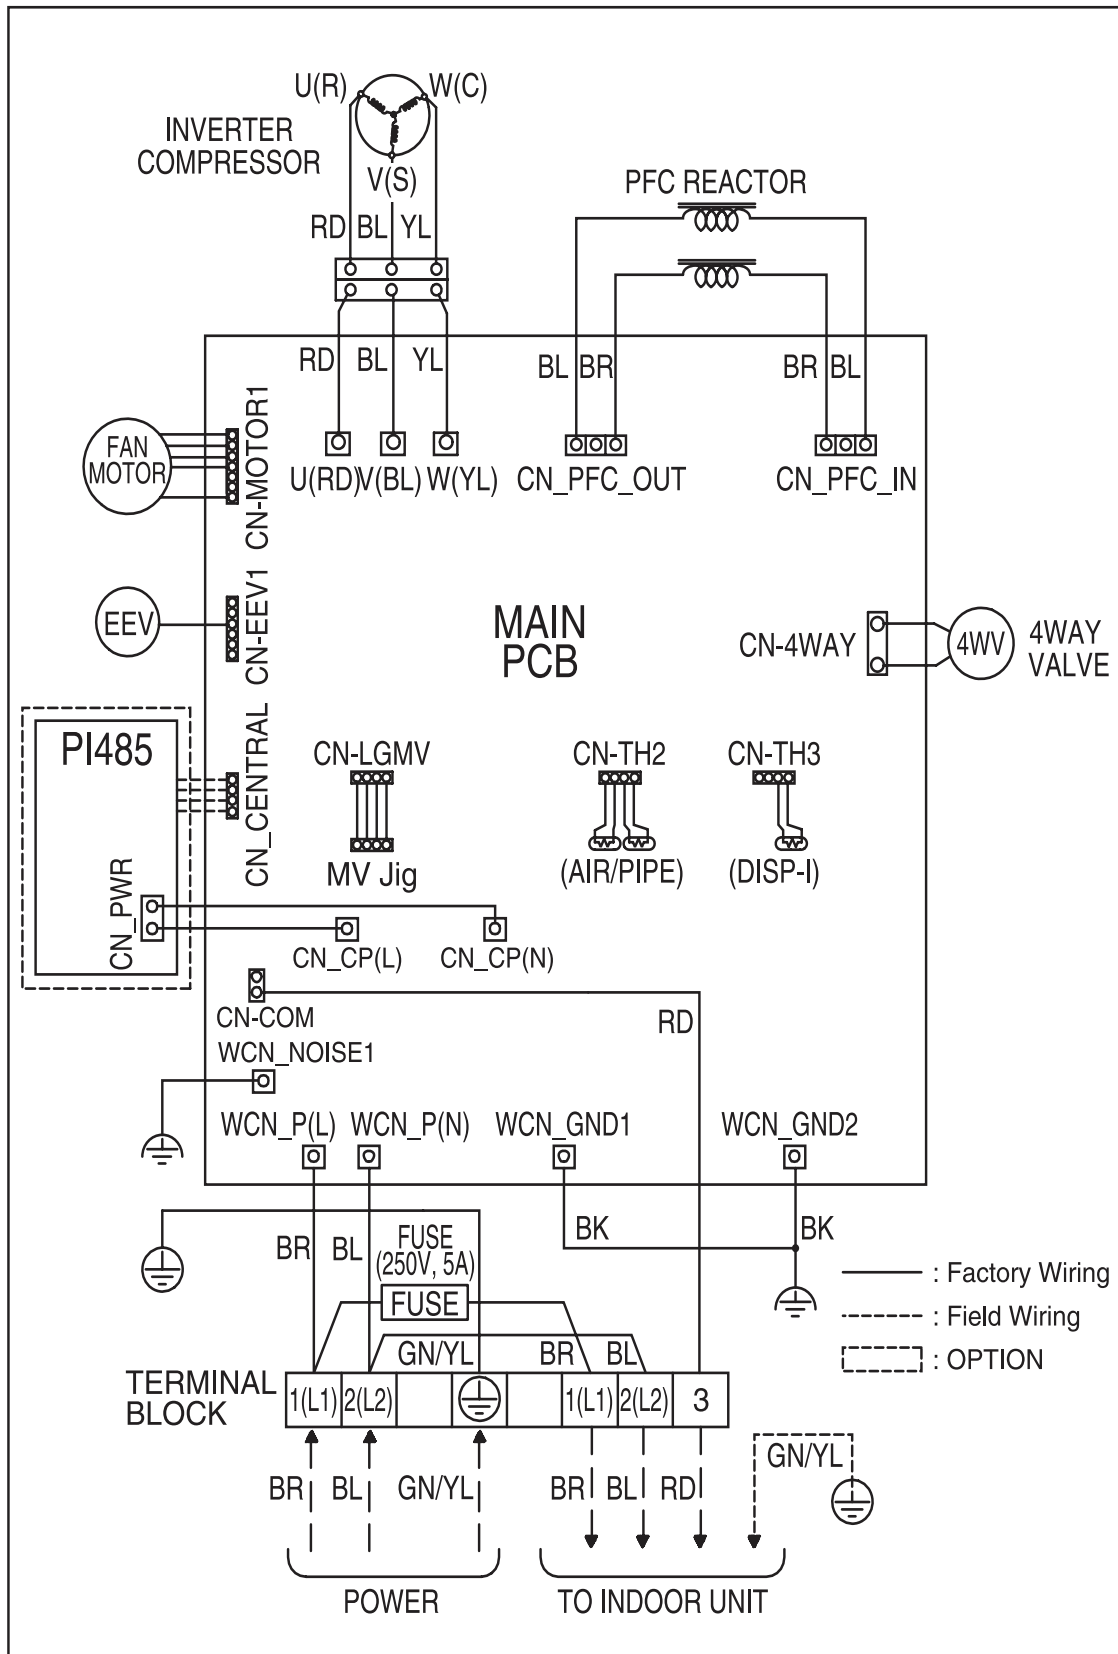 U(R) W(C)
INVERTER
COMPRESSOR
V(S)
PFC REACTOR
RD BL YL
RD BL YL
BL BR
BR BL
FAN
MOTOR
CN-MOTOR1
U(RD) V(BL) W(YL)
CN_PFC_OUT
CN_PFC_IN
EEV
CN-EEV1
MAIN
PCB
CN-4WAY
4WV
4WAY
VALVE
PI485
CN_CENTRAL
CN-LGMV
MV Jig
CN-TH2
(AIR/PIPE)
CN-TH3
(DISP-I)
CN_PWR
CN_CP(L)
CN_CP(N)
CN-COM
RD
WCN_NOISE1
WCN_P(L)
WCN_P(N)
WCN_GND1
WCN_GND2
BR BL
FUSE
(250V, 5A)
FUSE
BK
BK
: Factory Wiring
: Field Wiring
: OPTION
GN/YL BR BL
TERMINAL
BLOCK
1(L1) 2(L2) 1(L1) 2(L2) 3
BR BL GN/YL BR BL RD
GN/YL
POWER
TO INDOOR UNIT